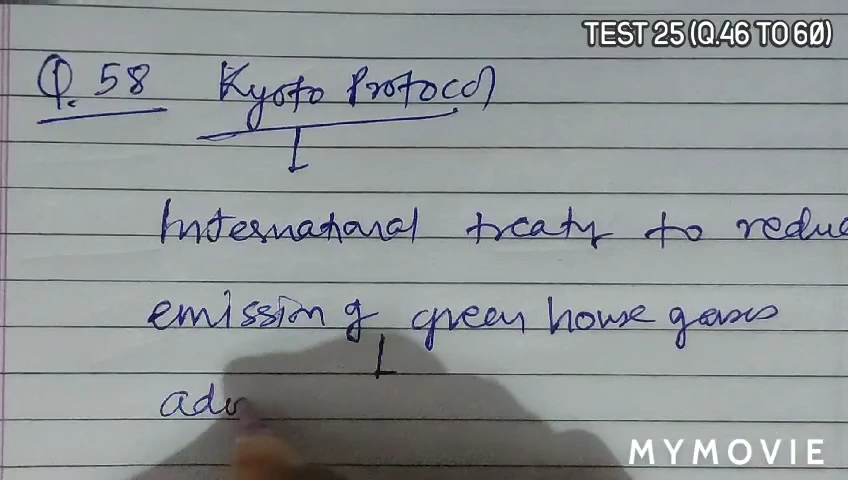 TEST 25 (Q.46 TO 60)
Q. 58 Kyoto Protocol
International treaty to reduc
emission of green house gases
ado
MYMOVIE